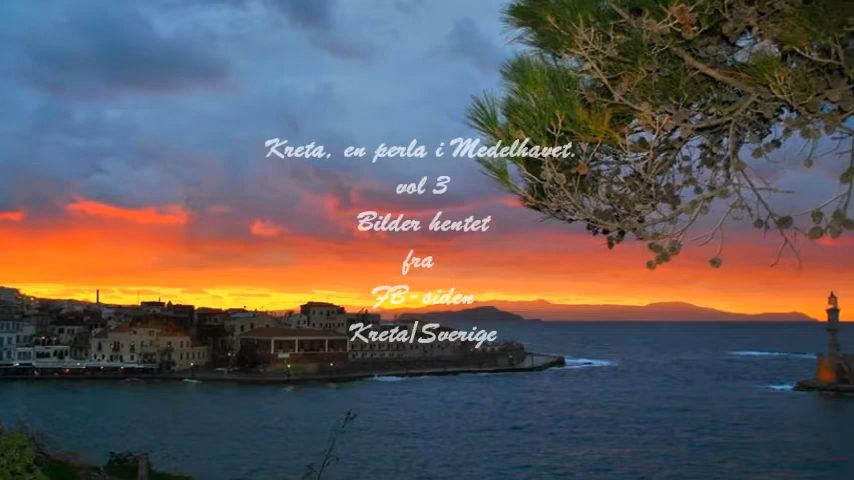 Kreta, en perla i Medelhavet.
vol 3
Bilder hentet
fra
FB-siden
Kreta/Sverige